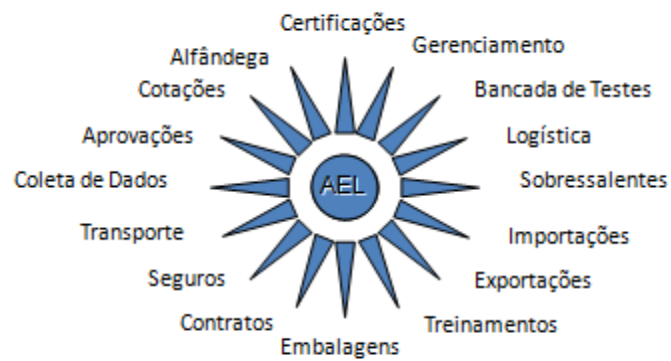 Certificações
Gerenciamento
Alfândega
Cotações
Bancada de Testes
Aprovações
Logística
Coleta de Dados
AEL
Sobressalentes
Transporte
Importações
Seguros
Exportações
Contratos
Treinamentos
Embalagens